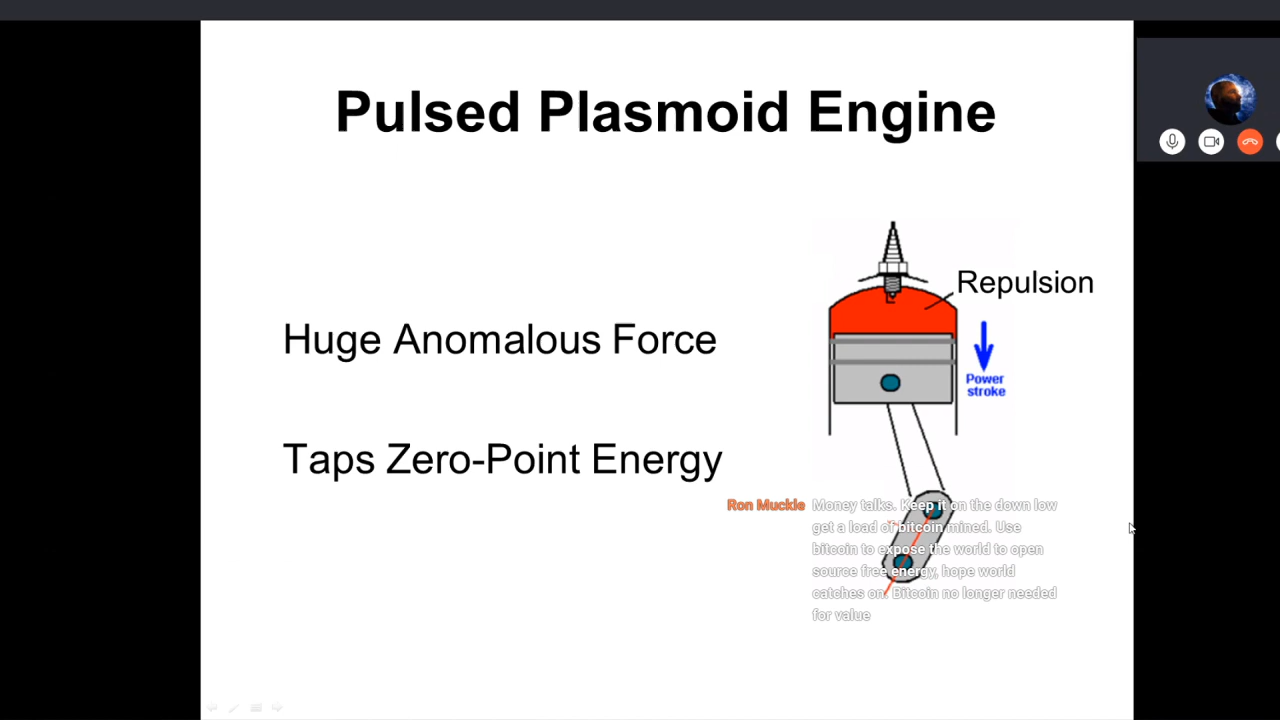 Pulsed Plasmoid Engine
Repulsion
Huge Anomalous Force
Power
stroke
Taps Zero-Point Energy
Ron Muckle Money talks. Keep it on the down low
get a load of bitcoin mined. Use
bitcoin to expose the world to open
source free energy, hope world
catches on. Bitcoin no longer needed
for value